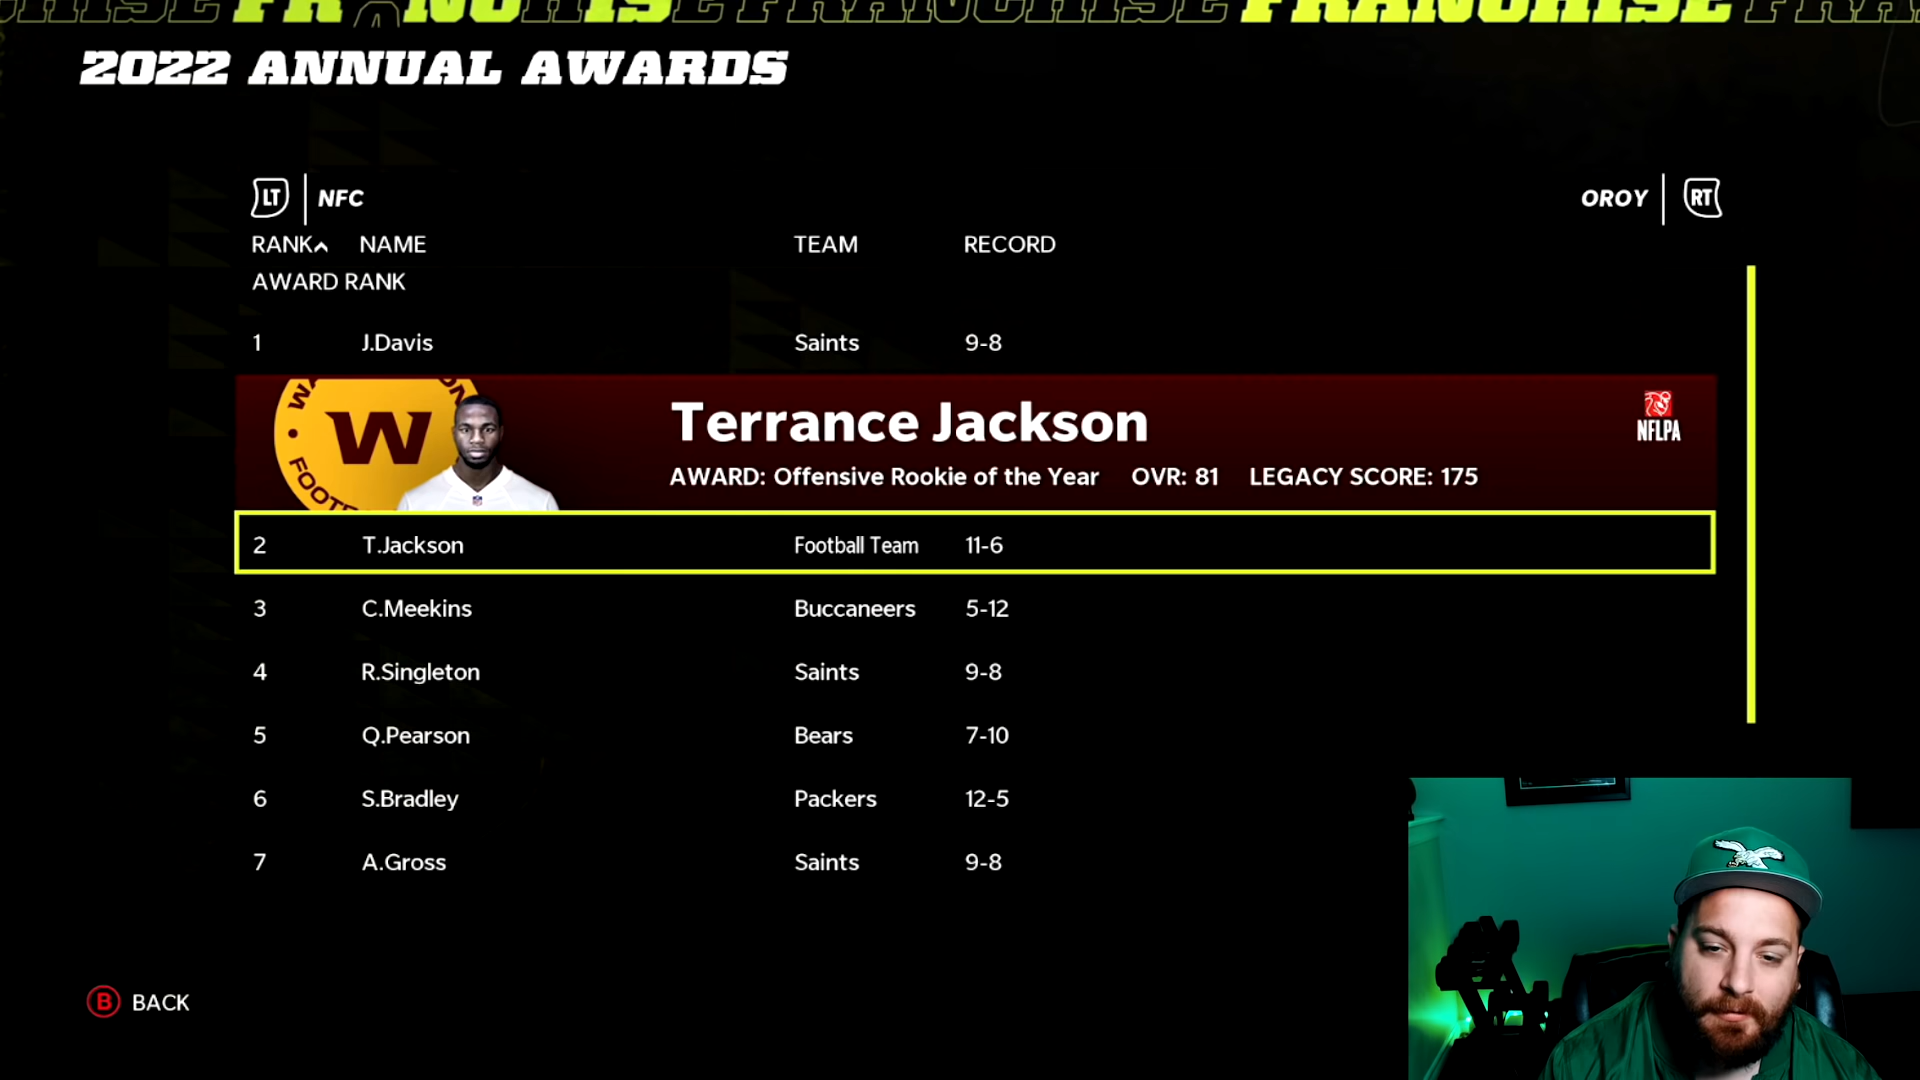 FRANCHISE FRANCHISE
2022 ANNUAL AWARDS
LT NFC OROY RT
RANK NAME TEAM RECORD
AWARD RANK
1 J.Davis Saints 9-8
W
FOOT
Terrance Jackson
NFLPA
AWARD: Offensive Rookie of the Year OVR: 81 LEGACY SCORE: 175
2 T.Jackson Football Team 11-6
3 C.Meekins Buccaneers 5-12
4 R.Singleton Saints 9-8
5 Q.Pearson Bears 7-10
6 S.Bradley Packers 12-5
7 A.Gross Saints 9-8
B BACK